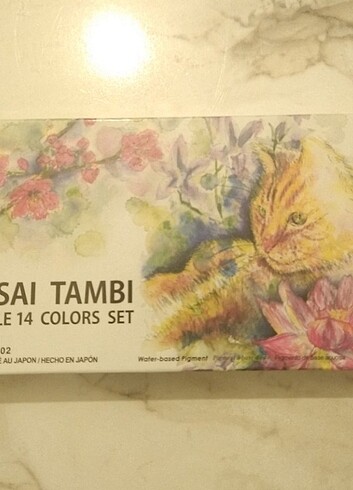 SAI TAMBI
LE 14 COLORS SET
02
É AU JAPON / HECHO EN JAPÓN
Water-based Pigment